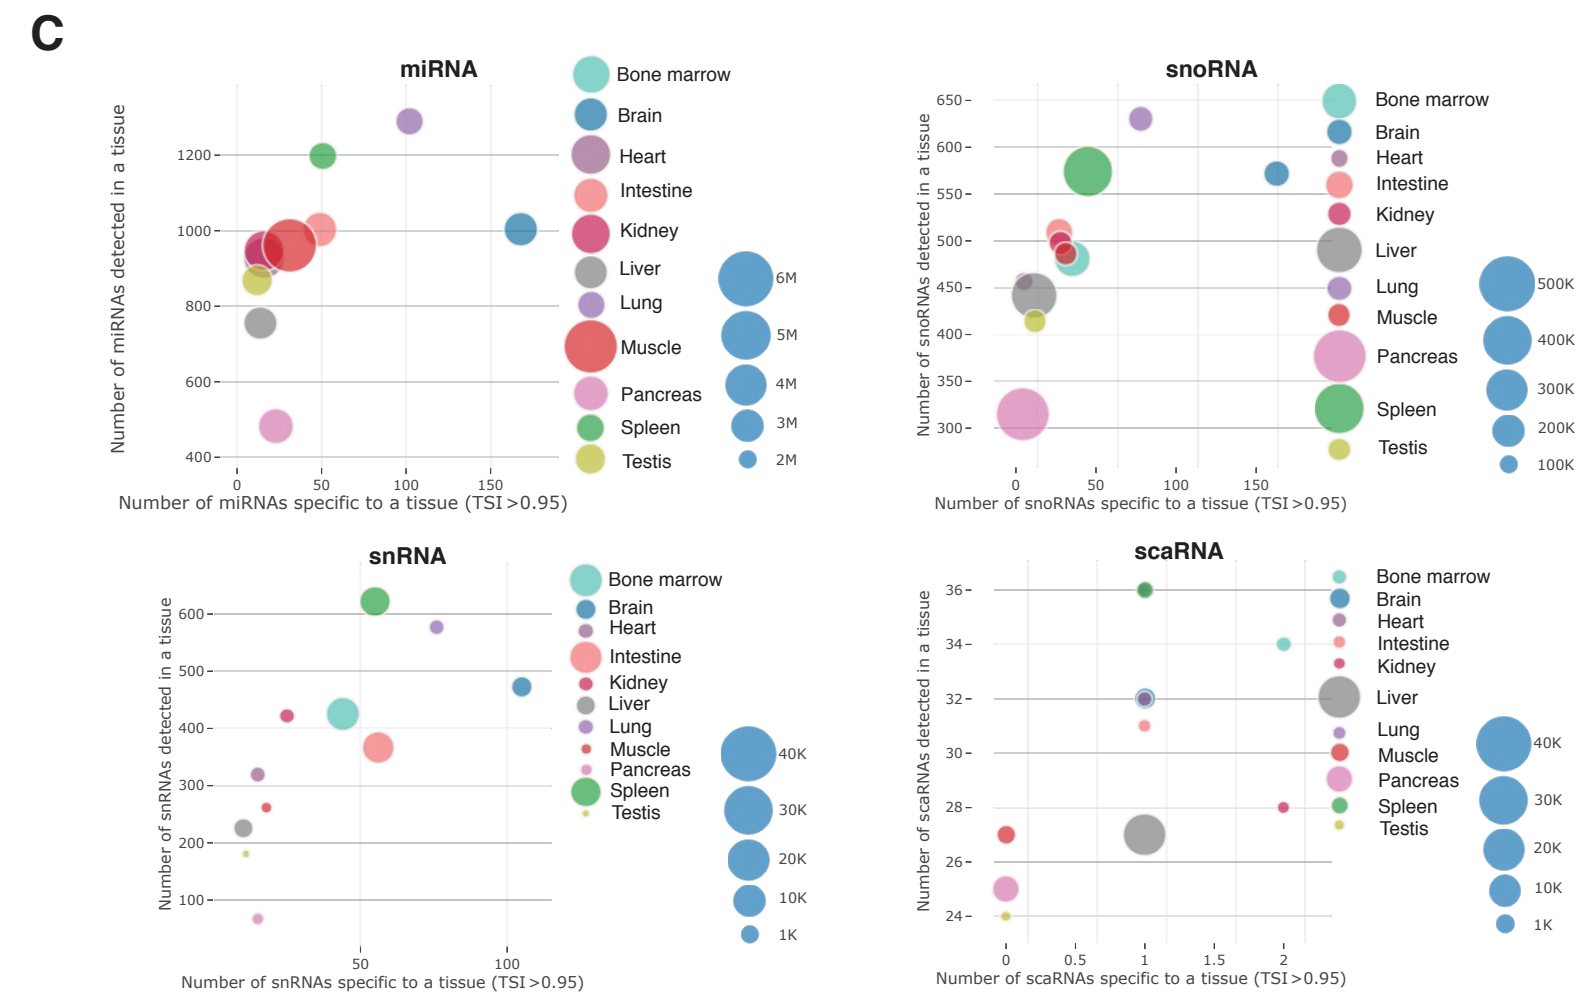 C
miRNA
Number of miRNAs detected in a tissue
1200
1000
800
600
400
0
50
100
150
Number of miRNAs specific to a tissue (TSI >0.95)
Bone marrow
Brain
Heart
Intestine
Kidney
Liver
Lung
Muscle
Pancreas
Spleen
Testis
6M
5M
4M
3M
2M
snoRNA
Number of snoRNAs detected in a tissue
650
600
550
500
450
400
350
300
0
50
100
150
Number of snoRNAs specific to a tissue (TSI >0.95)
Bone marrow
Brain
Heart
Intestine
Kidney
Liver
Lung
Muscle
Pancreas
Spleen
Testis
500K
400K
300K
200K
100K
snRNA
Number of snRNAs detected in a tissue
600
500
400
300
200
100
50
100
Number of snRNAs specific to a tissue (TSI >0.95)
Bone marrow
Brain
Heart
Intestine
Kidney
Liver
Lung
Muscle
Pancreas
Spleen
Testis
40K
30K
20K
10K
1K
scaRNA
Number of scaRNAs detected in a tissue
36
34
32
30
28
26
24
0
0.5
1
1.5
2
Number of scaRNAs specific to a tissue (TSI >0.95)
Bone marrow
Brain
Heart
Intestine
Kidney
Liver
Lung
Muscle
Pancreas
Spleen
Testis
40K
30K
20K
10K
1K